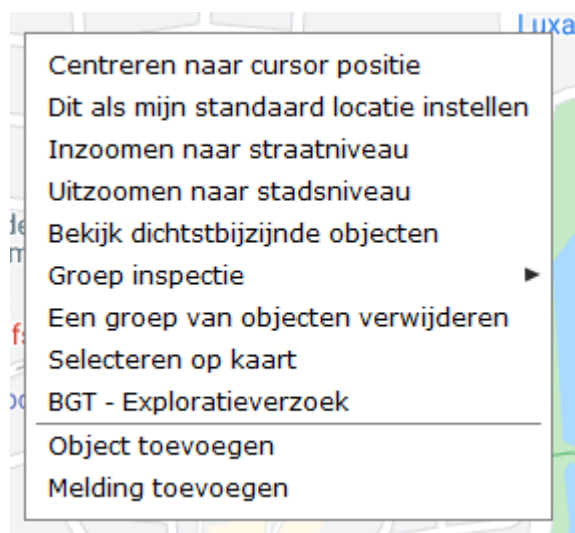 Luxa
Centreren naar cursor positie
Dit als mijn standaard locatie instellen
Inzoomen naar straatniveau
Uitzoomen naar stadsniveau
Bekijk dichtstbijzijnde objecten
Groep inspectie
Een groep van objecten verwijderen
Selecteren op kaart
BGT - Exploratieverzoek
Object toevoegen
Melding toevoegen